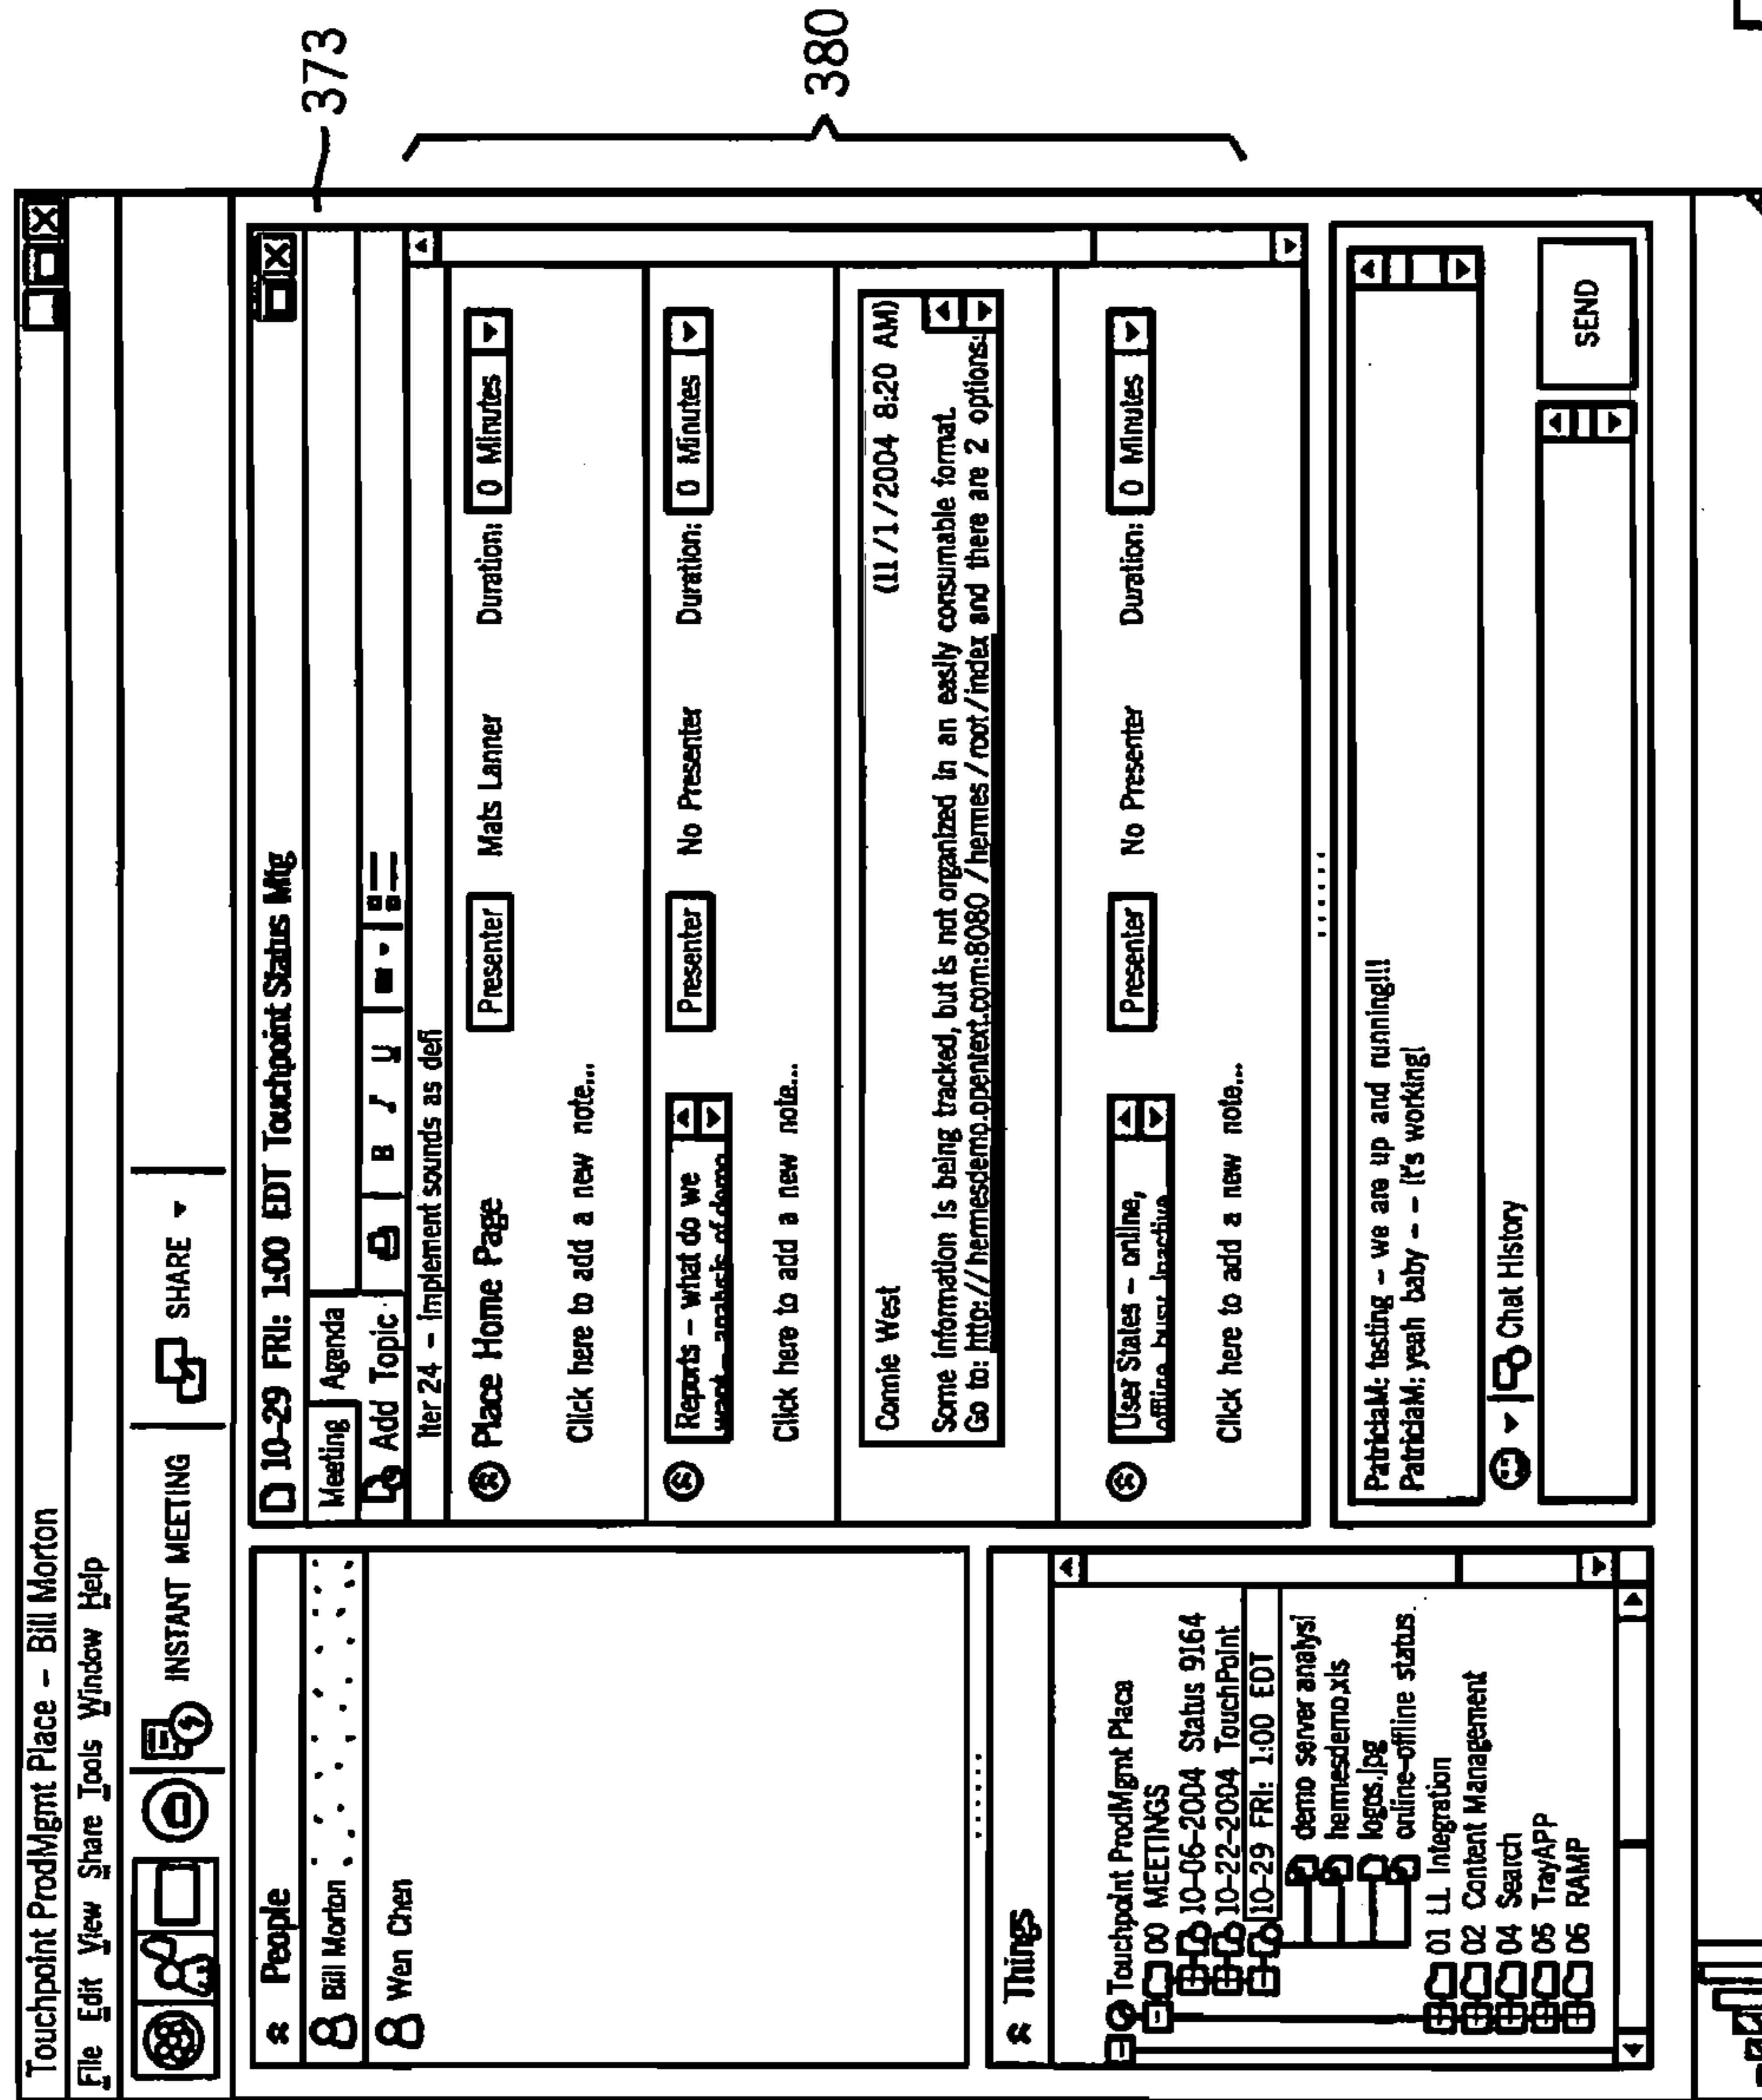 Touchpoint ProdMgmt Place - Bill Morton
File Edit View Share Tools Window Help
INSTANT MEETING SHARE
People
Bill Morton
Wen Chen
Things
Touchpoint ProdMgmt Place
00 MEETINGS
10-06-2004 Status 9164
10-22-2004 TouchPoint
10-29 FRI: 1:00 EDT
demo server analysi
hermesdemo.xls
logos.jpg
online-offline status
01 LL Integration
02 Content Management
04 Search
05 TrayAPP
06 RAMP
10-29 FRI: 1:00 EDT Touchpoint Status Mtg
373
Meeting Agenda
Add Topic B I U
Iter 24 - Implement sounds as defi
380
Place Home Page Presenter Mats Lanner Duration: 0 Minutes
Click here to add a new note...
Reports - what do we Presenter No Presenter Duration: 0 Minutes
want - analysis of demo
Click here to add a new note...
Connie West (11/1/2004 8:20 AM)
Some information is being tracked, but is not organized in an easily consumable format.
Go to: http://hermesdemo.opentext.com:8080/hermes/root/index and there are 2 options:
User States - online, Presenter No Presenter Duration: 0 Minutes
offline, busy, inactive
Click here to add a new note...
PatriciaM: testing - we are up and running!!!
PatriciaM: yeah baby - - it's working!
Chat History
SEND